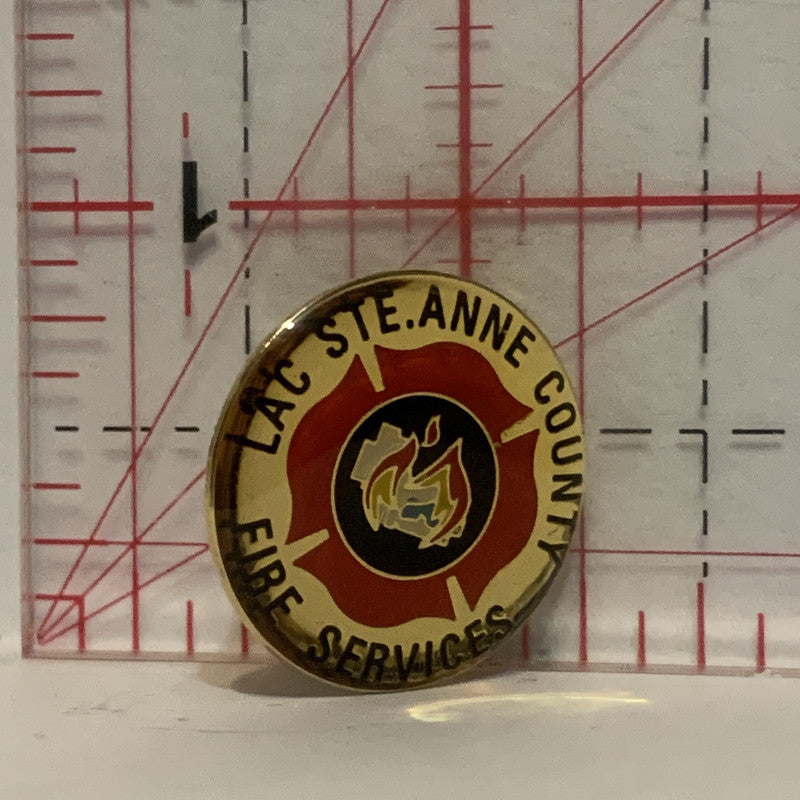 1
LAC STE. ANNE COUNTY
FIRE SERVICES